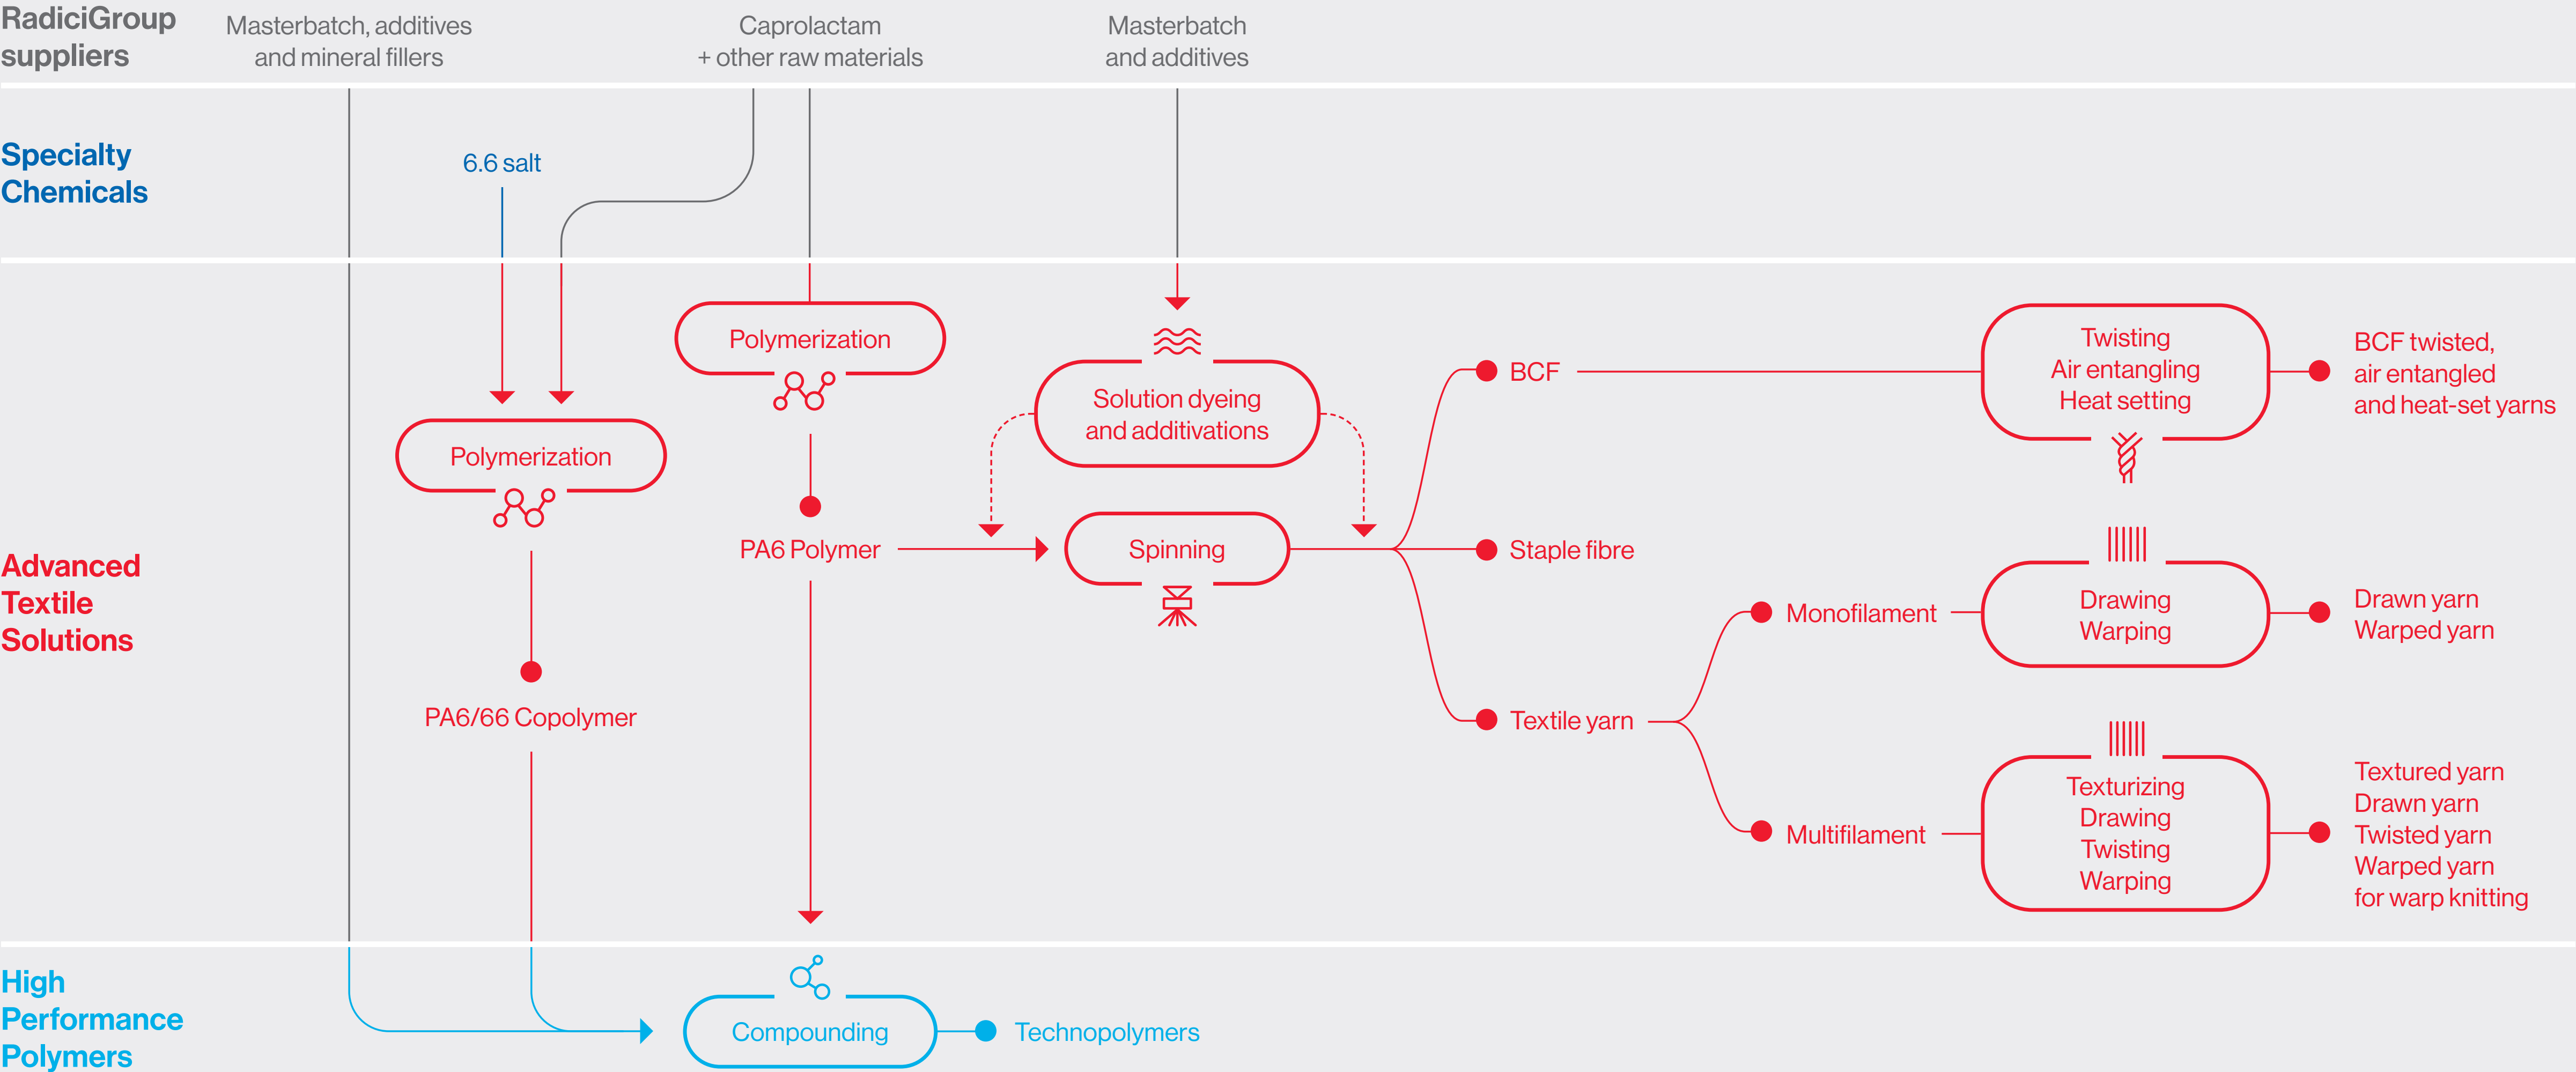 RadiciGroup
suppliers
Masterbatch, additives
and mineral fillers
Caprolactam
+ other raw materials
Masterbatch
and additives
Specialty
Chemicals
6.6 salt
Advanced
Textile
Solutions
Polymerization
PA6/66 Copolymer
Polymerization
PA6 Polymer
Solution dyeing
and additivations
Spinning
BCF
Staple fibre
Textile yarn
Monofilament
Multifilament
Twisting
Air entangling
Heat setting
BCF twisted,
air entangled
and heat-set yarns
Drawing
Warping
Drawn yarn
Warped yarn
Texturizing
Drawing
Twisting
Warping
Textured yarn
Drawn yarn
Twisted yarn
Warped yarn
for warp knitting
High
Performance
Polymers
Compounding
Technopolymers